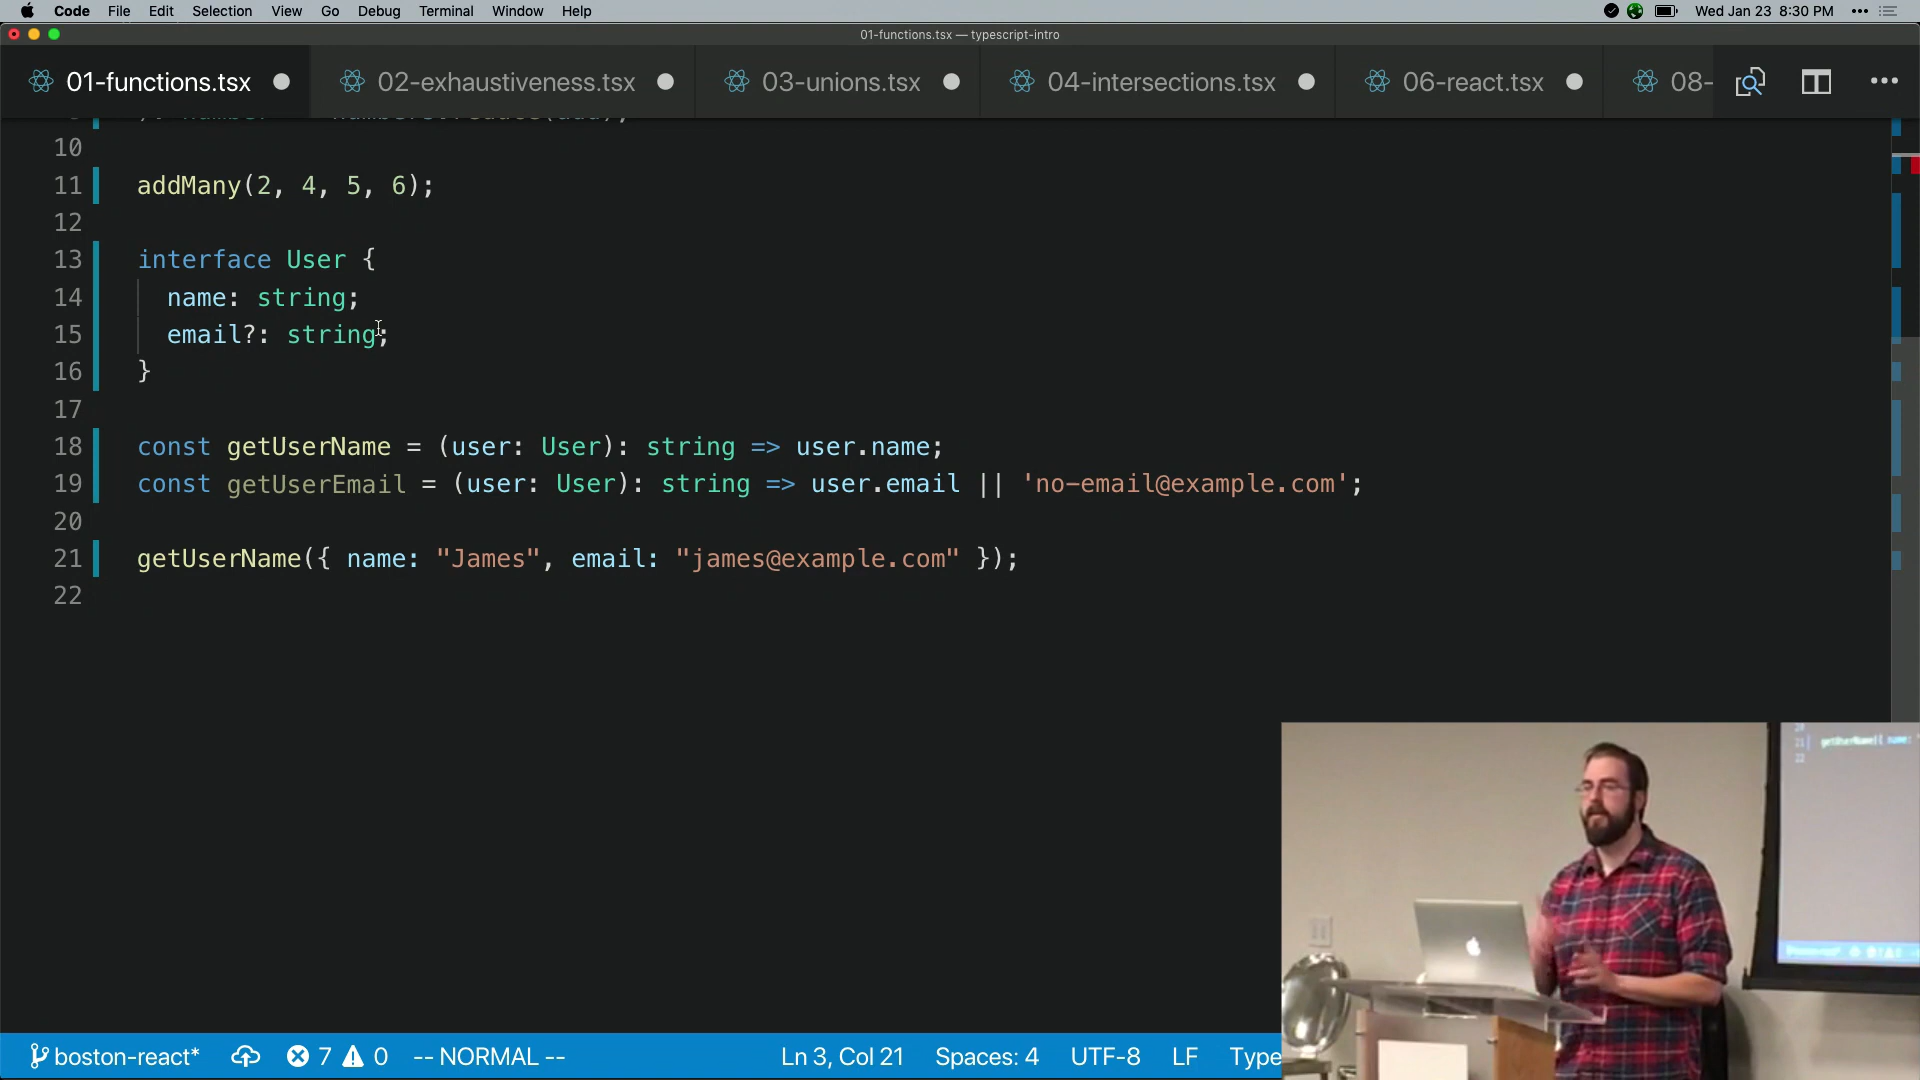 Code File Edit Selection View Go Debug Terminal Window Help Wed Jan 23 8:30 PM
01-functions.tsx — typescript-intro
01-functions.tsx 02-exhaustiveness.tsx 03-unions.tsx 04-intersections.tsx 06-react.tsx 08-
10
11 addMany(2, 4, 5, 6);
12
13 interface User {
14 name: string;
15 email?: string;
16 }
17
18 const getUserName = (user: User): string => user.name;
19 const getUserEmail = (user: User): string => user.email || 'no-email@example.com';
20
21 getUserName({ name: "James", email: "james@example.com" });
22
21 getUserName({ name: "
22
boston-react* 7 0 -- NORMAL -- Ln 3, Col 21 Spaces: 4 UTF-8 LF Type